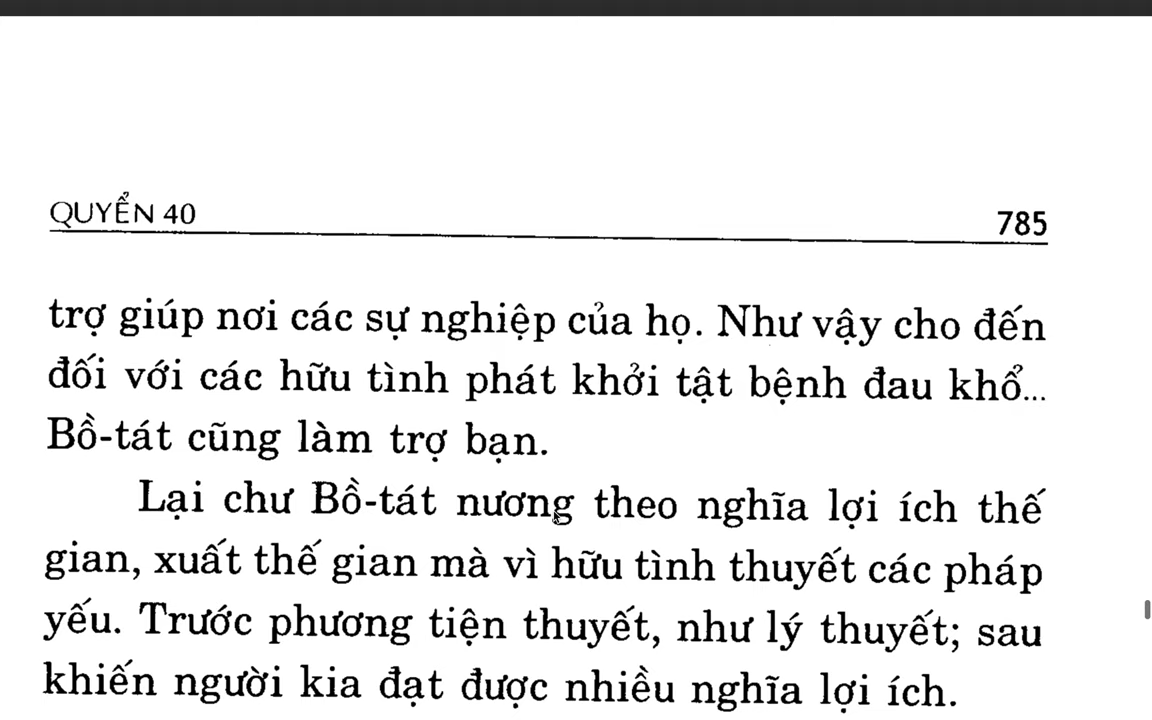 QUYỂN 40
785
trợ giúp nơi các sự nghiệp của họ. Như vậy cho đến
đối với các hữu tình phát khởi tật bệnh đau khổ...
Bồ-tát cũng làm trợ bạn.
Lại chư Bồ-tát nương theo nghĩa lợi ích thế
gian, xuất thế gian mà vì hữu tình thuyết các pháp
yếu. Trước phương tiện thuyết, như lý thuyết; sau
khiến người kia đạt được nhiều nghĩa lợi ích.